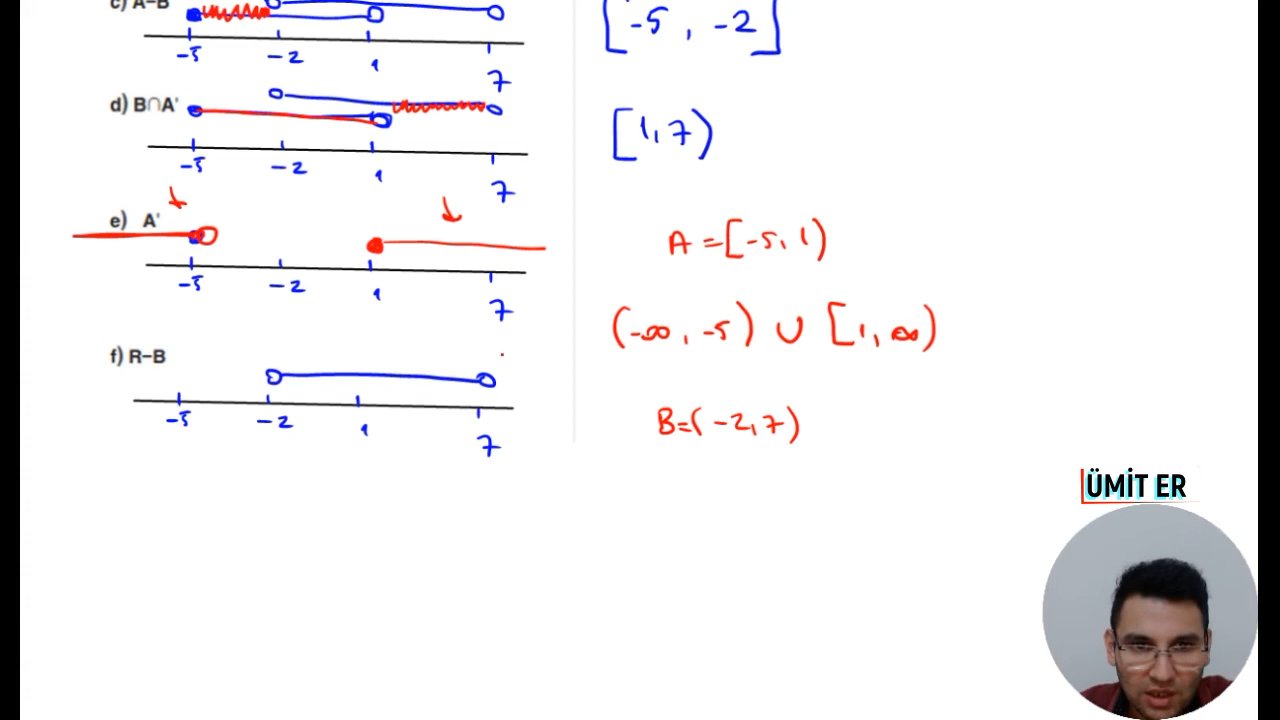 c) A–B
[-5, -2]
-5 -2 1 7
d) B∩A'
[1,7)
-5 -2 1 7
e) A'
A=[-5,1)
-5 -2 1 7
(-∞,-5) ∪ [1,∞)
f) R–B
B=(-2,7)
-5 -2 1 7
ÜMİT ER